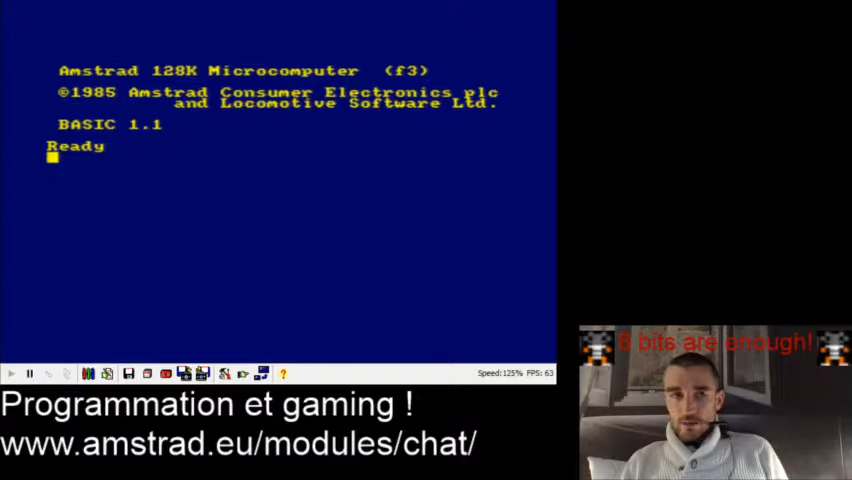 Amstrad 128K Microcomputer (f3)
©1985 Amstrad Consumer Electronics plc
and Locomotive Software Ltd.
BASIC 1.1
Ready
Speed:125% FPS: 63
8 bits are enough!
Programmation et gaming !
www.amstrad.eu/modules/chat/